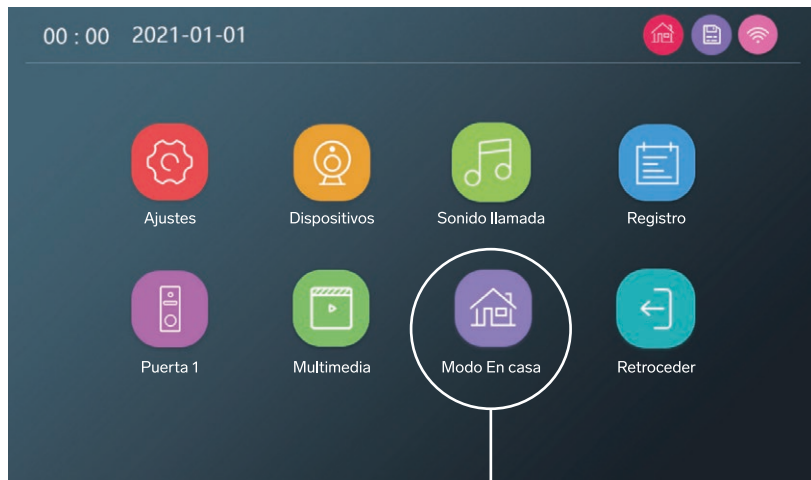 00 : 00 2021-01-01
Ajustes Dispositivos Sonido llamada Registro
Puerta 1 Multimedia Modo En casa Retroceder